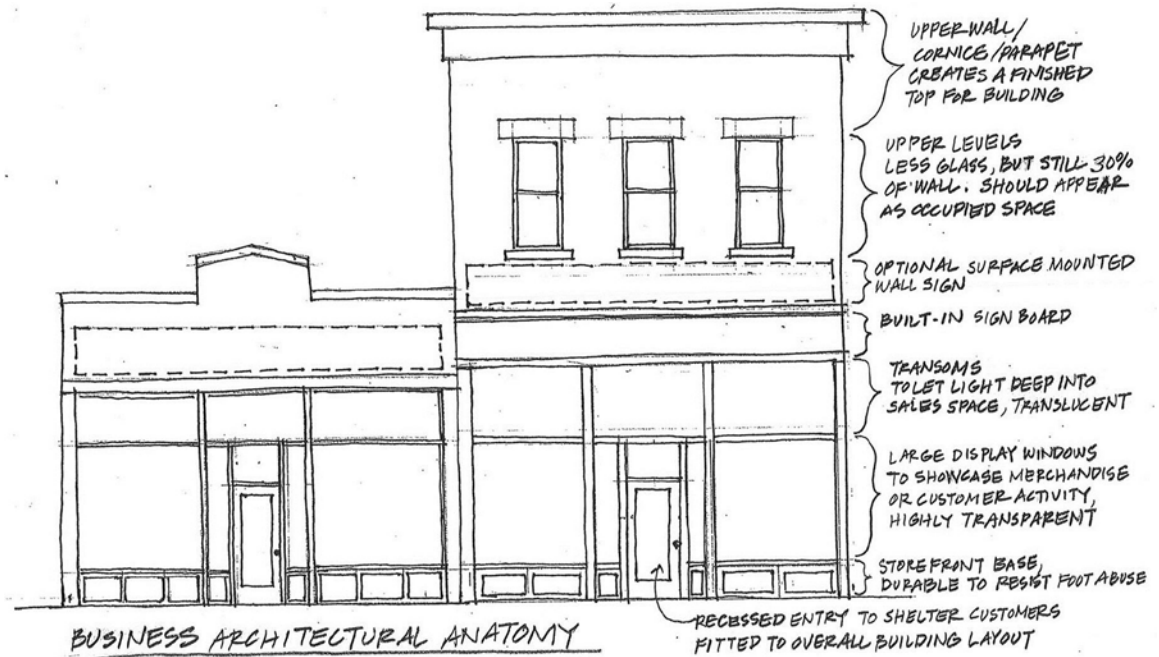 UPPER WALL/
CORNICE/PARAPET
CREATES A FINISHED
TOP FOR BUILDING
UPPER LEVELS
LESS GLASS, BUT STILL 30%
OF WALL. SHOULD APPEAR
AS OCCUPIED SPACE
OPTIONAL SURFACE MOUNTED
WALL SIGN
BUILT-IN SIGN BOARD
TRANSOMS
TO LET LIGHT DEEP INTO
SALES SPACE, TRANSLUCENT
LARGE DISPLAY WINDOWS
TO SHOWCASE MERCHANDISE
OR CUSTOMER ACTIVITY,
HIGHLY TRANSPARENT
STOREFRONT BASE,
DURABLE TO RESIST FOOT ABUSE
RECESSED ENTRY TO SHELTER CUSTOMERS
FITTED TO OVERALL BUILDING LAYOUT
BUSINESS ARCHITECTURAL ANATOMY